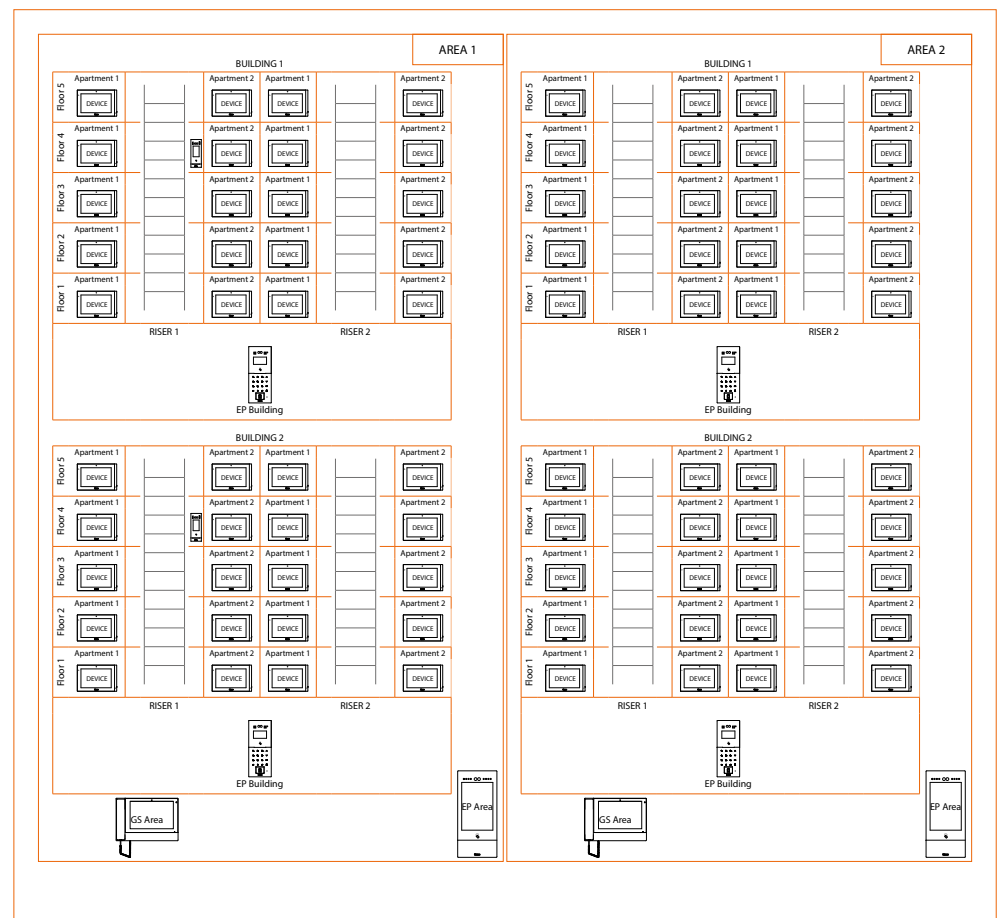 AREA 1
BUILDING 1
Apartment 1 Apartment 2 Apartment 1 Apartment 2
Floor 5 DEVICE DEVICE DEVICE DEVICE
Apartment 1 Apartment 2 Apartment 1 Apartment 2
Floor 4 DEVICE DEVICE DEVICE DEVICE
Apartment 1 Apartment 2 Apartment 1 Apartment 2
Floor 3 DEVICE DEVICE DEVICE DEVICE
Apartment 1 Apartment 2 Apartment 1 Apartment 2
Floor 2 DEVICE DEVICE DEVICE DEVICE
Apartment 1 Apartment 2 Apartment 1 Apartment 2
Floor 1 DEVICE DEVICE DEVICE DEVICE
RISER 1 RISER 2
EP Building
BUILDING 2
Apartment 1 Apartment 2 Apartment 1 Apartment 2
Floor 5 DEVICE DEVICE DEVICE DEVICE
Apartment 1 Apartment 2 Apartment 1 Apartment 2
Floor 4 DEVICE DEVICE DEVICE DEVICE
Apartment 1 Apartment 2 Apartment 1 Apartment 2
Floor 3 DEVICE DEVICE DEVICE DEVICE
Apartment 1 Apartment 2 Apartment 1 Apartment 2
Floor 2 DEVICE DEVICE DEVICE DEVICE
Apartment 1 Apartment 2 Apartment 1 Apartment 2
Floor 1 DEVICE DEVICE DEVICE DEVICE
RISER 1 RISER 2
EP Building
GS Area
EP Area
AREA 2
BUILDING 1
Apartment 1 Apartment 2 Apartment 1 Apartment 2
Floor 5 DEVICE DEVICE DEVICE DEVICE
Apartment 1 Apartment 2 Apartment 1 Apartment 2
Floor 4 DEVICE DEVICE DEVICE DEVICE
Apartment 1 Apartment 2 Apartment 1 Apartment 2
Floor 3 DEVICE DEVICE DEVICE DEVICE
Apartment 1 Apartment 2 Apartment 1 Apartment 2
Floor 2 DEVICE DEVICE DEVICE DEVICE
Apartment 1 Apartment 2 Apartment 1 Apartment 2
Floor 1 DEVICE DEVICE DEVICE DEVICE
RISER 1 RISER 2
EP Building
BUILDING 2
Apartment 1 Apartment 2 Apartment 1 Apartment 2
Floor 5 DEVICE DEVICE DEVICE DEVICE
Apartment 1 Apartment 2 Apartment 1 Apartment 2
Floor 4 DEVICE DEVICE DEVICE DEVICE
Apartment 1 Apartment 2 Apartment 1 Apartment 2
Floor 3 DEVICE DEVICE DEVICE DEVICE
Apartment 1 Apartment 2 Apartment 1 Apartment 2
Floor 2 DEVICE DEVICE DEVICE DEVICE
Apartment 1 Apartment 2 Apartment 1 Apartment 2
Floor 1 DEVICE DEVICE DEVICE DEVICE
RISER 1 RISER 2
EP Building
GS Area
EP Area